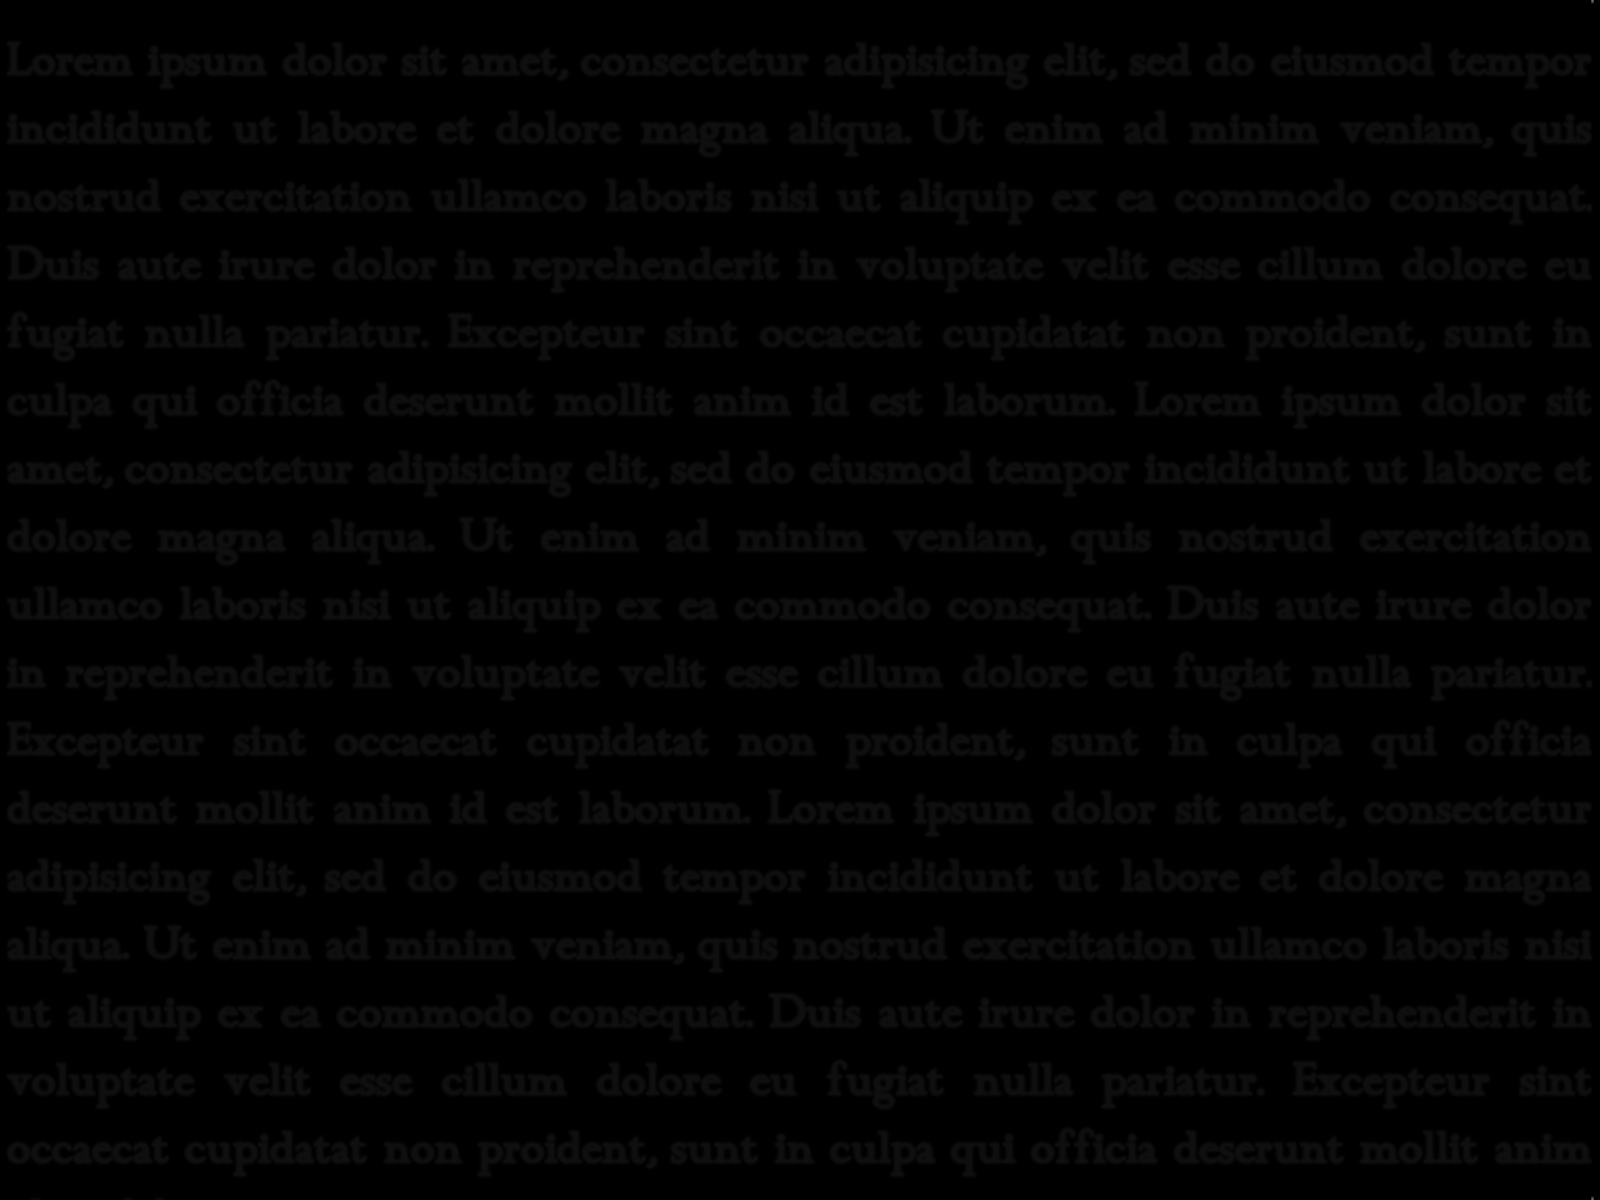 Lorem ipsum dolor sit amet, consectetur adipisicing elit, sed do eiusmod tempor
incididunt ut labore et dolore magna aliqua. Ut enim ad minim veniam, quis
nostrud exercitation ullamco laboris nisi ut aliquip ex ea commodo consequat.
Duis aute irure dolor in reprehenderit in voluptate velit esse cillum dolore eu
fugiat nulla pariatur. Excepteur sint occaecat cupidatat non proident, sunt in
culpa qui officia deserunt mollit anim id est laborum. Lorem ipsum dolor sit
amet, consectetur adipisicing elit, sed do eiusmod tempor incididunt ut labore et
dolore magna aliqua. Ut enim ad minim veniam, quis nostrud exercitation
ullamco laboris nisi ut aliquip ex ea commodo consequat. Duis aute irure dolor
in reprehenderit in voluptate velit esse cillum dolore eu fugiat nulla pariatur.
Excepteur sint occaecat cupidatat non proident, sunt in culpa qui officia
deserunt mollit anim id est laborum. Lorem ipsum dolor sit amet, consectetur
adipisicing elit, sed do eiusmod tempor incididunt ut labore et dolore magna
aliqua. Ut enim ad minim veniam, quis nostrud exercitation ullamco laboris nisi
ut aliquip ex ea commodo consequat. Duis aute irure dolor in reprehenderit in
voluptate velit esse cillum dolore eu fugiat nulla pariatur. Excepteur sint
occaecat cupidatat non proident, sunt in culpa qui officia deserunt mollit anim